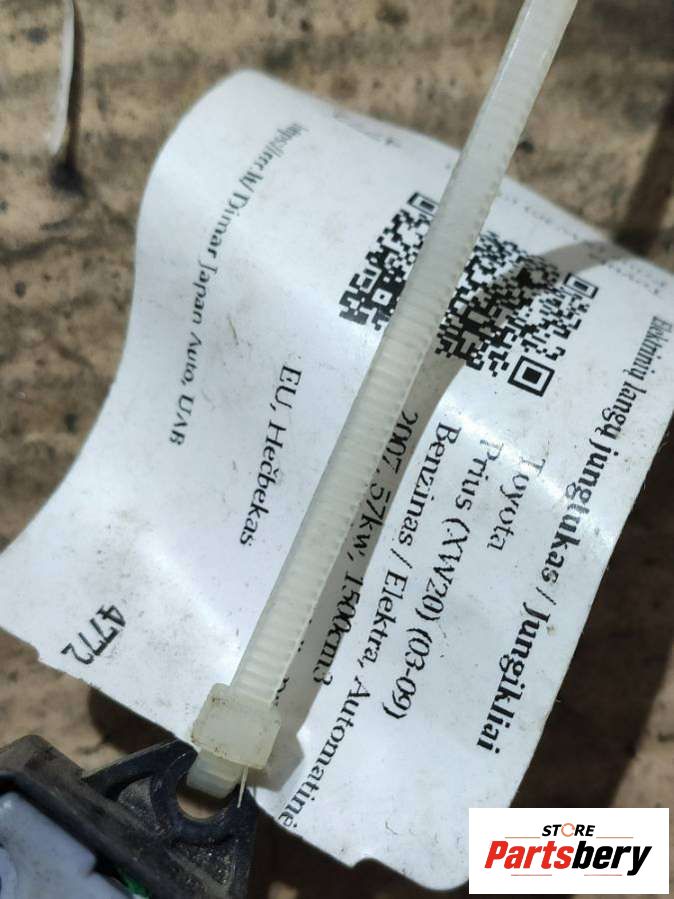 Elektrinių langų jungtukas / Jungikliai
Toyota
Prius (XW20) (03-09)
Benzinas / Elektra, Automatinė
2007, 57kw, 1500cm3
EU, Hečbekas
Dimar Japan Auto, UAB
4772
STORE
Partsbery